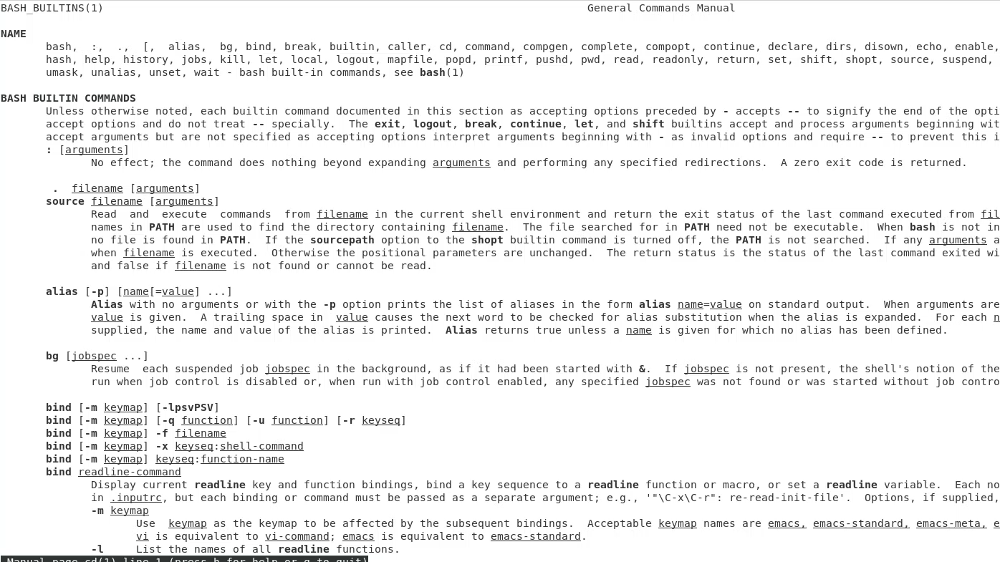 BASH_BUILTINS(1) General Commands Manual
NAME
bash, :, ., [, alias, bg, bind, break, builtin, caller, cd, command, compgen, complete, compopt, continue, declare, dirs, disown, echo, enable,
hash, help, history, jobs, kill, let, local, logout, mapfile, popd, printf, pushd, pwd, read, readonly, return, set, shift, shopt, source, suspend,
umask, unalias, unset, wait - bash built-in commands, see bash(1)
BASH BUILTIN COMMANDS
Unless otherwise noted, each builtin command documented in this section as accepting options preceded by - accepts -- to signify the end of the opti
accept options and do not treat -- specially. The exit, logout, break, continue, let, and shift builtins accept and process arguments beginning wit
accept arguments but are not specified as accepting options interpret arguments beginning with - as invalid options and require -- to prevent this i
: [arguments]
No effect; the command does nothing beyond expanding arguments and performing any specified redirections. A zero exit code is returned.
. filename [arguments]
source filename [arguments]
Read and execute commands from filename in the current shell environment and return the exit status of the last command executed from fil
names in PATH are used to find the directory containing filename. The file searched for in PATH need not be executable. When bash is not in
no file is found in PATH. If the sourcepath option to the shopt builtin command is turned off, the PATH is not searched. If any arguments a
when filename is executed. Otherwise the positional parameters are unchanged. The return status is the status of the last command exited wi
and false if filename is not found or cannot be read.
alias [-p] [name[=value] ...]
Alias with no arguments or with the -p option prints the list of aliases in the form alias name=value on standard output. When arguments are
value is given. A trailing space in value causes the next word to be checked for alias substitution when the alias is expanded. For each n
supplied, the name and value of the alias is printed. Alias returns true unless a name is given for which no alias has been defined.
bg [jobspec ...]
Resume each suspended job jobspec in the background, as if it had been started with &. If jobspec is not present, the shell's notion of the
run when job control is disabled or, when run with job control enabled, any specified jobspec was not found or was started without job contro
bind [-m keymap] [-lpsvPSV]
bind [-m keymap] [-q function] [-u function] [-r keyseq]
bind [-m keymap] -f filename
bind [-m keymap] -x keyseq:shell-command
bind [-m keymap] keyseq:function-name
bind readline-command
Display current readline key and function bindings, bind a key sequence to a readline function or macro, or set a readline variable. Each no
in .inputrc, but each binding or command must be passed as a separate argument; e.g., '"\C-x\C-r": re-read-init-file'. Options, if supplied,
-m keymap
Use keymap as the keymap to be affected by the subsequent bindings. Acceptable keymap names are emacs, emacs-standard, emacs-meta, e
vi is equivalent to vi-command; emacs is equivalent to emacs-standard.
-l List the names of all readline functions.
Manual page cd(1) line 1 (press h for help or q to quit)